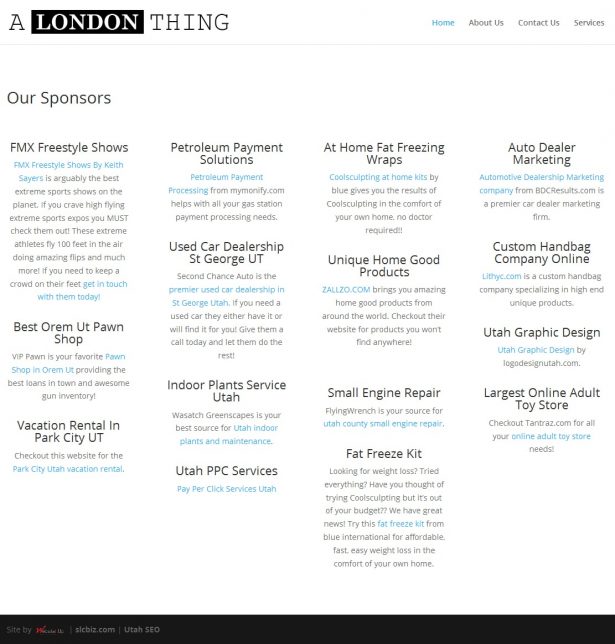 A LONDON THING
Home
About Us
Contact Us
Services
Our Sponsors
FMX Freestyle Shows
FMX Freestyle Shows By Keith
Sayers is arguably the best
extreme sports shows on the
planet. If you crave high flying
extreme sports expos you MUST
check them out! These extreme
athletes fly 100 feet in the air
doing amazing flips and much
more! If you need to keep a
crowd on their feet get in touch
with them today!
Best Orem Ut Pawn
Shop
VIP Pawn is your favorite Pawn
Shop in Orem Ut providing the
best loans in town and awesome
gun inventory!
Vacation Rental In
Park City UT
Checkout this website for the
Park City Utah vacation rental.
Petroleum Payment
Solutions
Petroleum Payment
Processing from mymonify.com
helps with all your gas station
payment processing needs.
Used Car Dealership
St George UT
Second Chance Auto is the
premier used car dealership in
St George Utah. If you need a
used car they either have it or
will find it for you! Give them a
call today and let them do the
rest!
Indoor Plants Service
Utah
Wasatch Greenscapes is your
best source for Utah indoor
plants and maintenance.
Utah PPC Services
Pay Per Click Services Utah
At Home Fat Freezing
Wraps
Coolsculpting at home kits by
blue gives you the results of
Coolsculpting in the comfort of
your own home. no doctor
required!!
Unique Home Good
Products
ZALLZO.COM brings you amazing
home good products from
around the world. Checkout their
website for products you won't
find anywhere!
Small Engine Repair
FlyingWrench is your source for
utah county small engine repair.
Fat Freeze Kit
Looking for weight loss? Tried
everything? Have you thought of
trying Coolsculpting but it's out
of your budget?? We have great
news! Try this fat freeze kit from
blue international for affordable,
fast, easy weight loss in the
comfort of your own home.
Auto Dealer
Marketing
Automotive Dealership Marketing
company from BDCResults.com is
a premier car dealer marketing
firm.
Custom Handbag
Company Online
Lithyc.com is a custom handbag
company specializing in high end
unique products.
Utah Graphic Design
Utah Graphic Design by
logodesignutah.com.
Largest Online Adult
Toy Store
Checkout Tantraz.com for all
your online adult toy store
needs!
Site by | slcbiz.com | Utah SEO